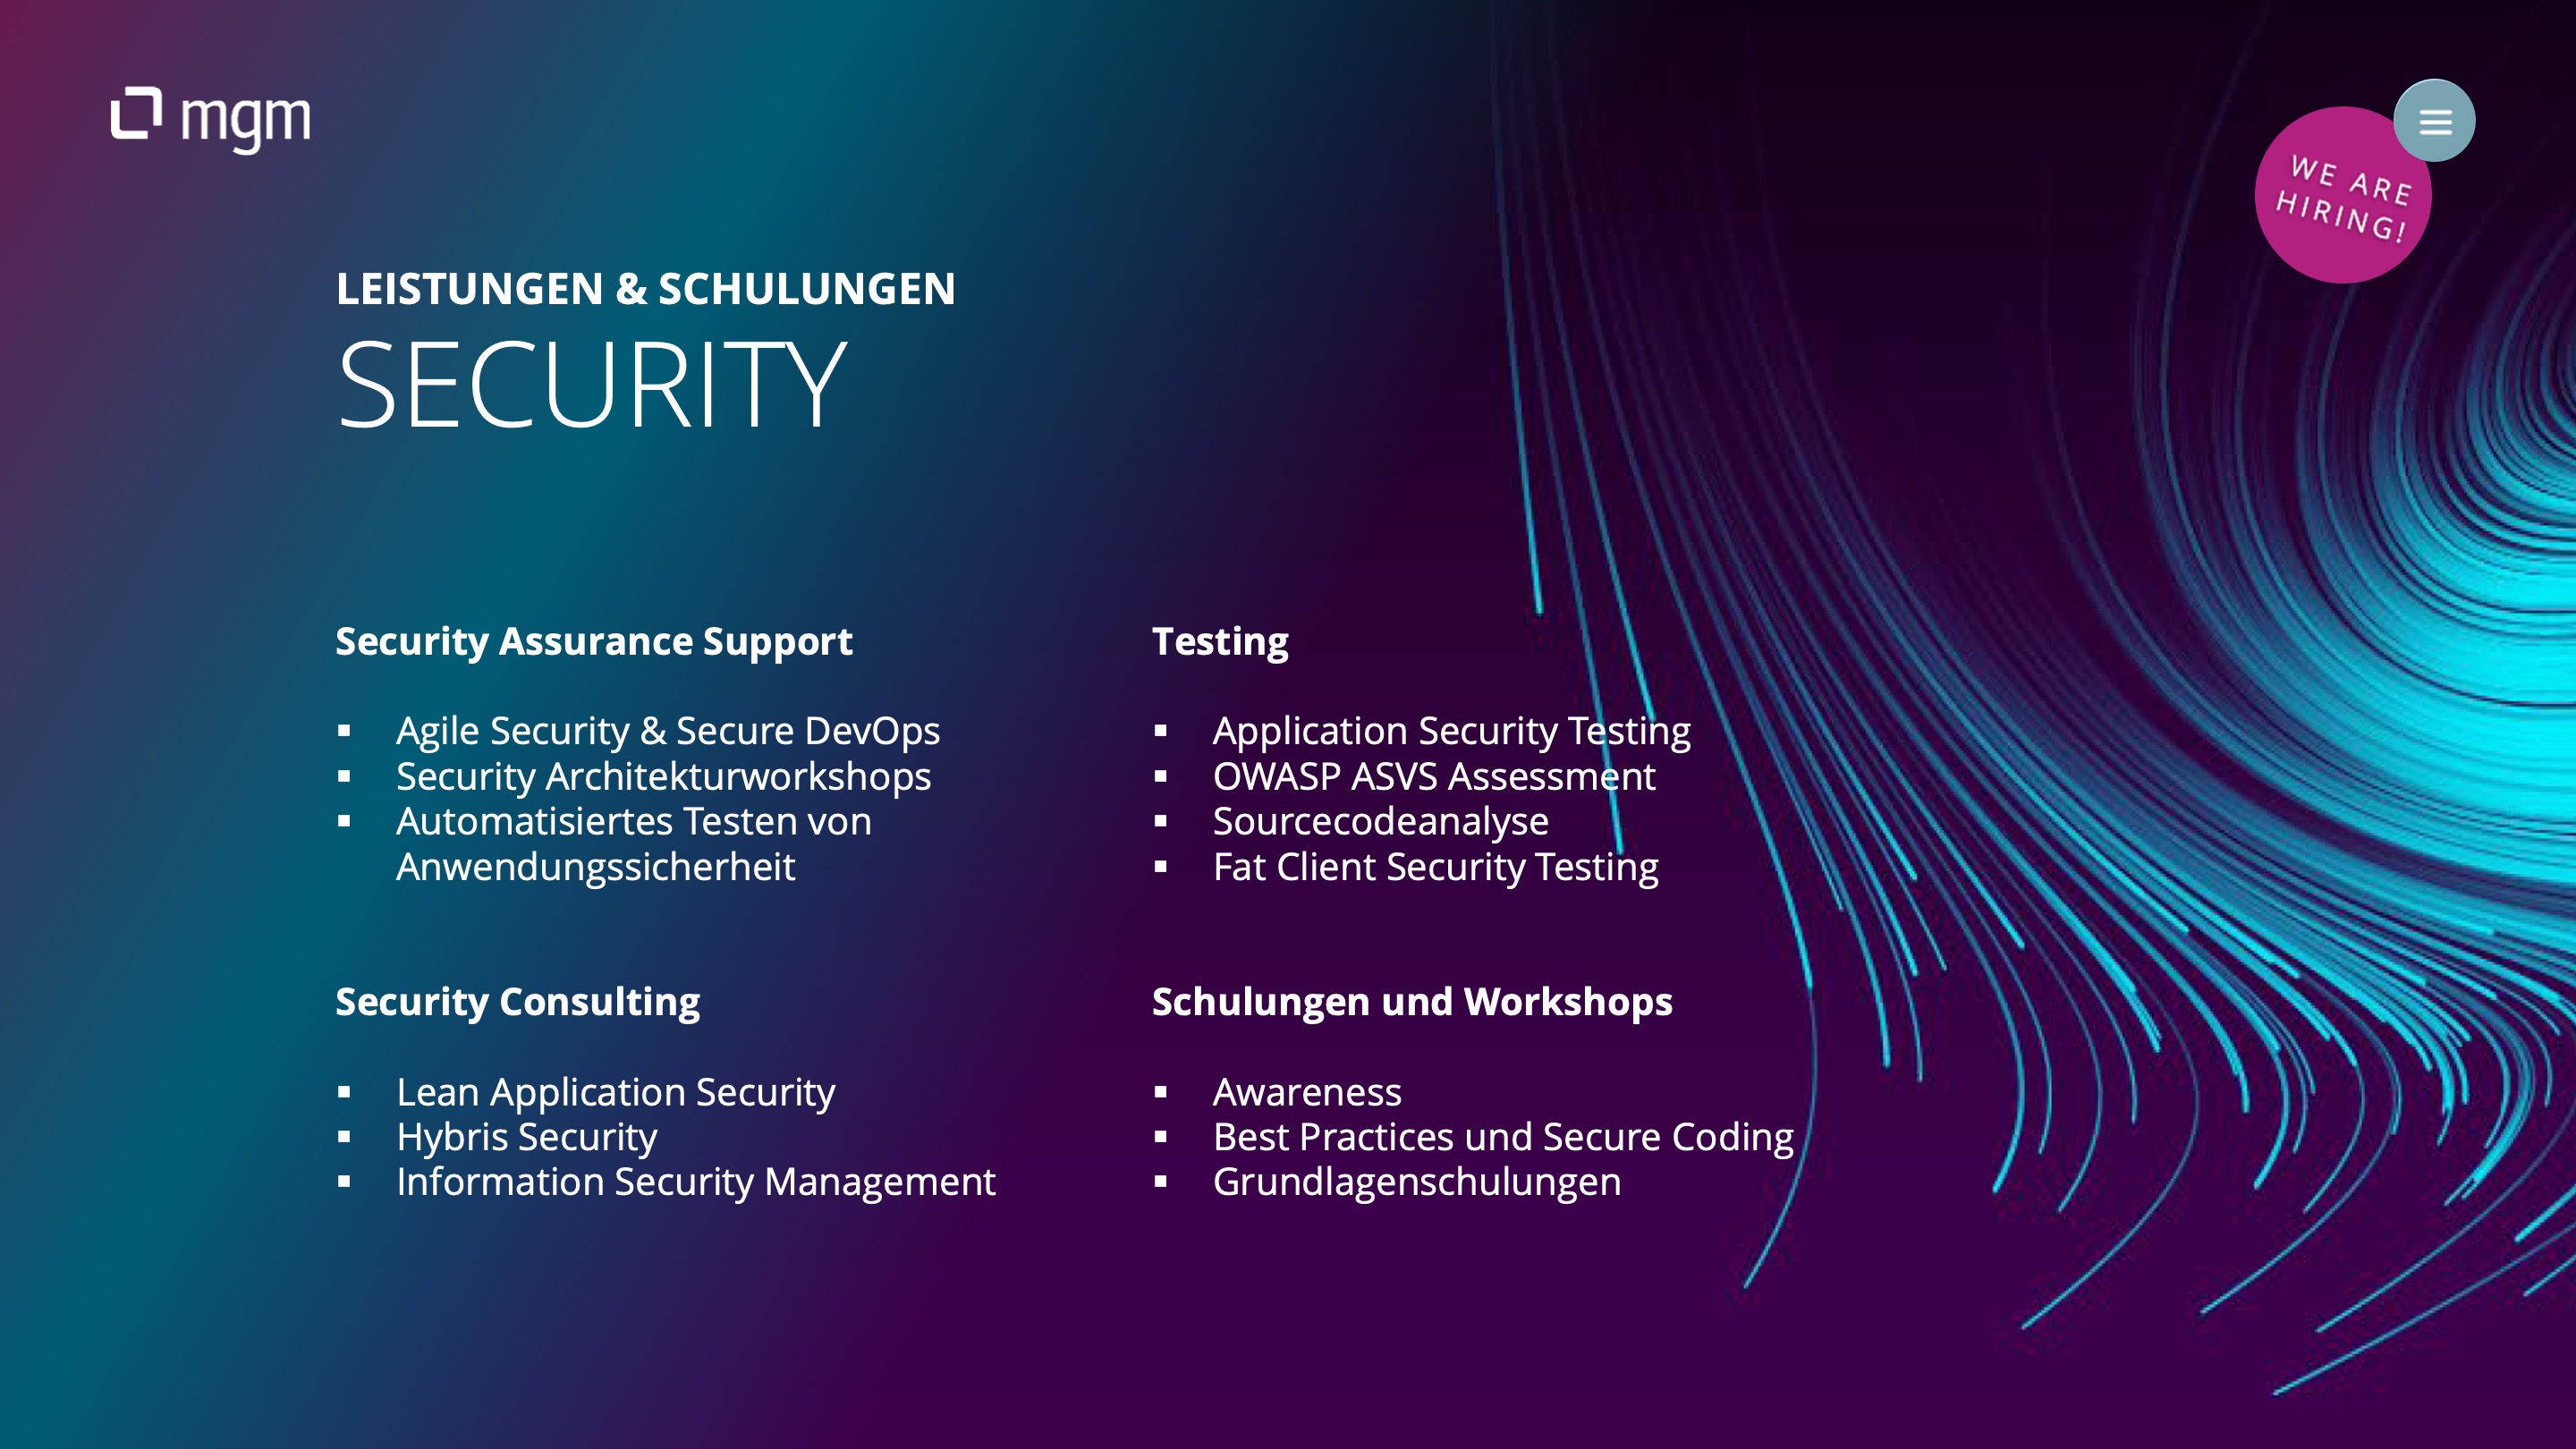 mgm
WE ARE
HIRING!
LEISTUNGEN & SCHULUNGEN
SECURITY
Security Assurance Support
▪ Agile Security & Secure DevOps
▪ Security Architekturworkshops
▪ Automatisiertes Testen von
Anwendungssicherheit
Testing
▪ Application Security Testing
▪ OWASP ASVS Assessment
▪ Sourcecodeanalyse
▪ Fat Client Security Testing
Security Consulting
▪ Lean Application Security
▪ Hybris Security
▪ Information Security Management
Schulungen und Workshops
▪ Awareness
▪ Best Practices und Secure Coding
▪ Grundlagenschulungen